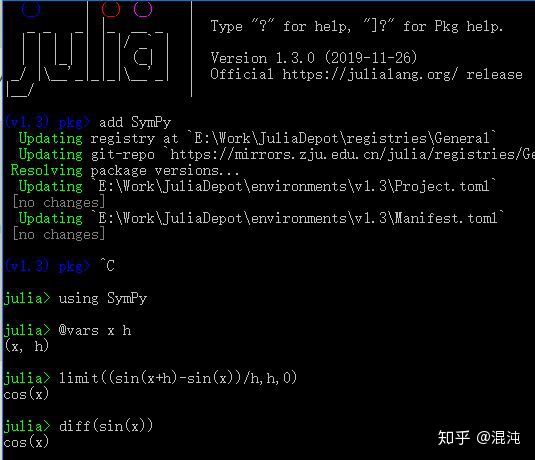 Type "?" for help, "]?" for Pkg help.
Version 1.3.0 (2019-11-26)
Official https://julialang.org/ release
(v1.3) pkg> add SymPy
Updating registry at `E:\Work\JuliaDepot\registries\General`
Updating git-repo `https://mirrors.zju.edu.cn/julia/registries/Ge
Resolving package versions...
Updating `E:\Work\JuliaDepot\environments\v1.3\Project.toml`
[no changes]
Updating `E:\Work\JuliaDepot\environments\v1.3\Manifest.toml`
[no changes]
(v1.3) pkg> ^C
julia> using SymPy
julia> @vars x h
(x, h)
julia> limit((sin(x+h)-sin(x))/h,h,0)
cos(x)
julia> diff(sin(x))
cos(x)
知乎 @混沌